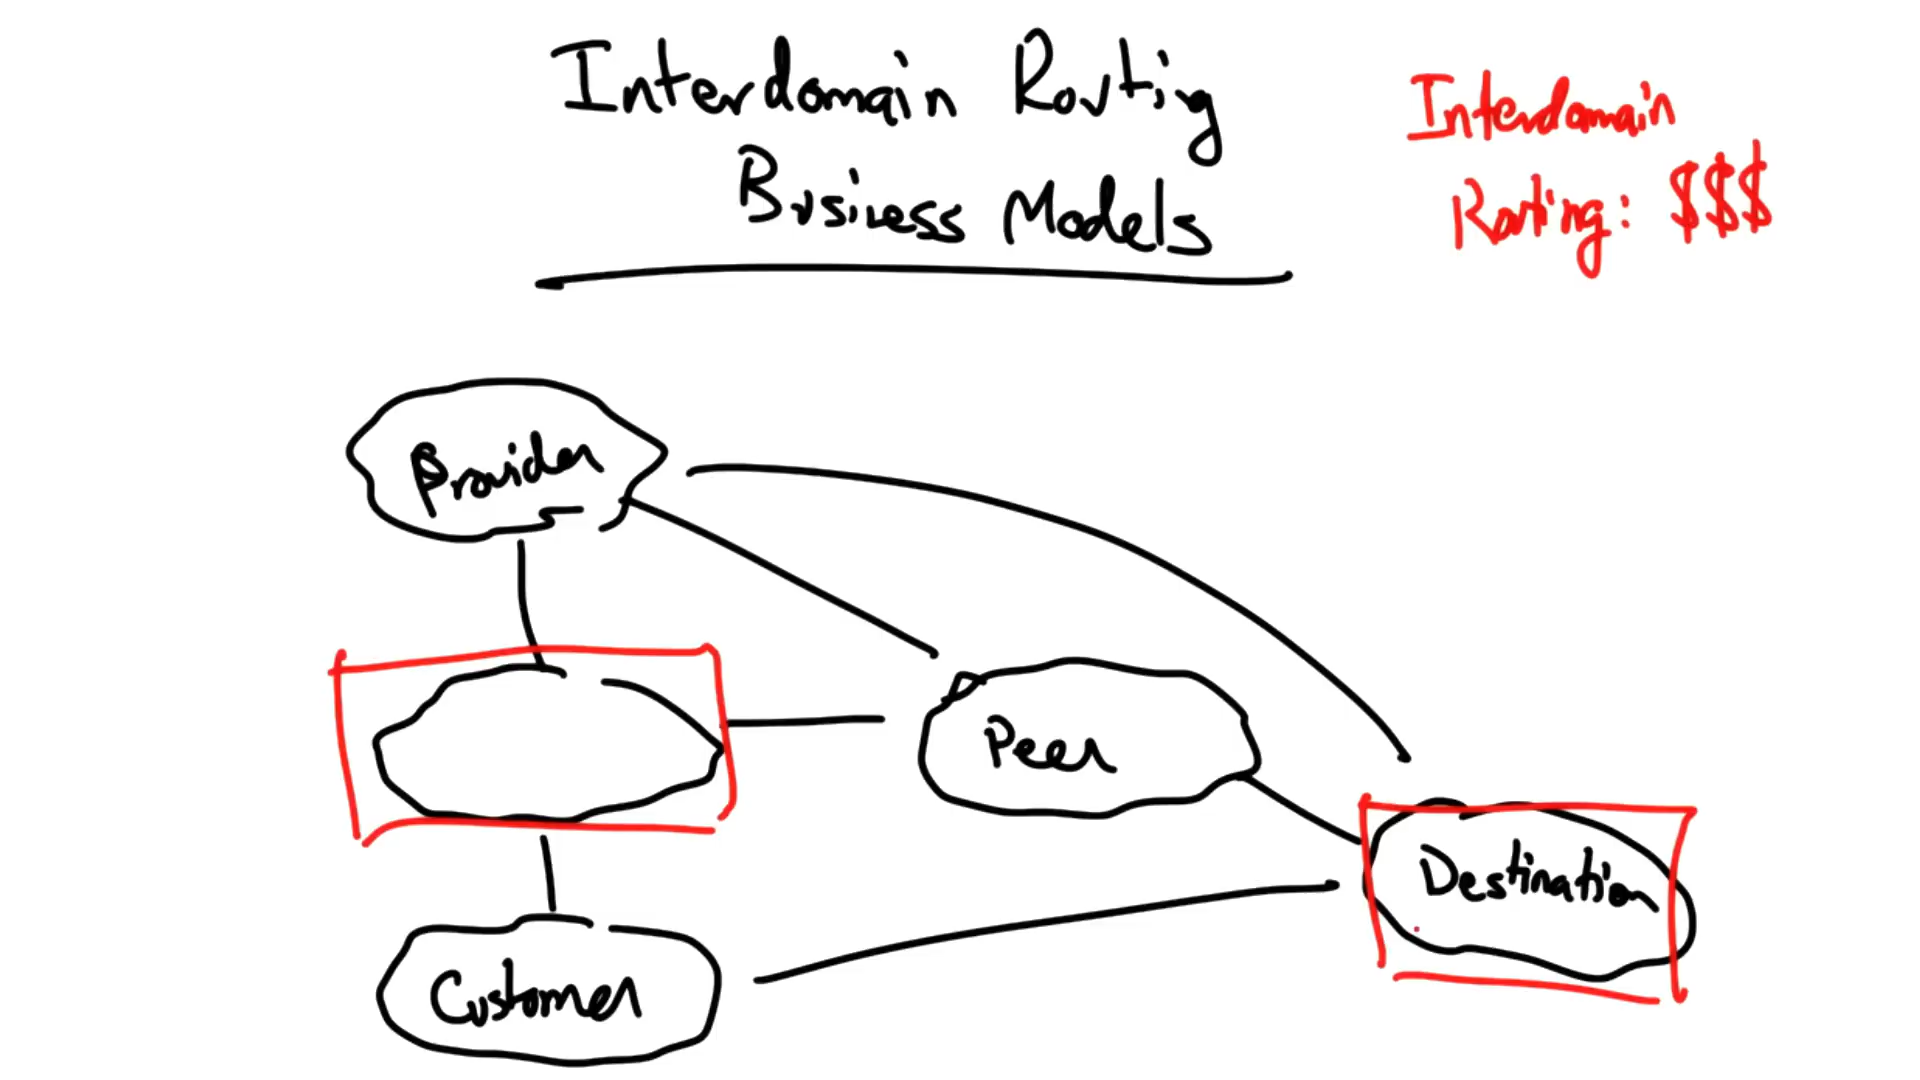 Interdomain Routing
Business Models
Interdomain
Routing: $$$
Provider
Peer
Destination
Customer